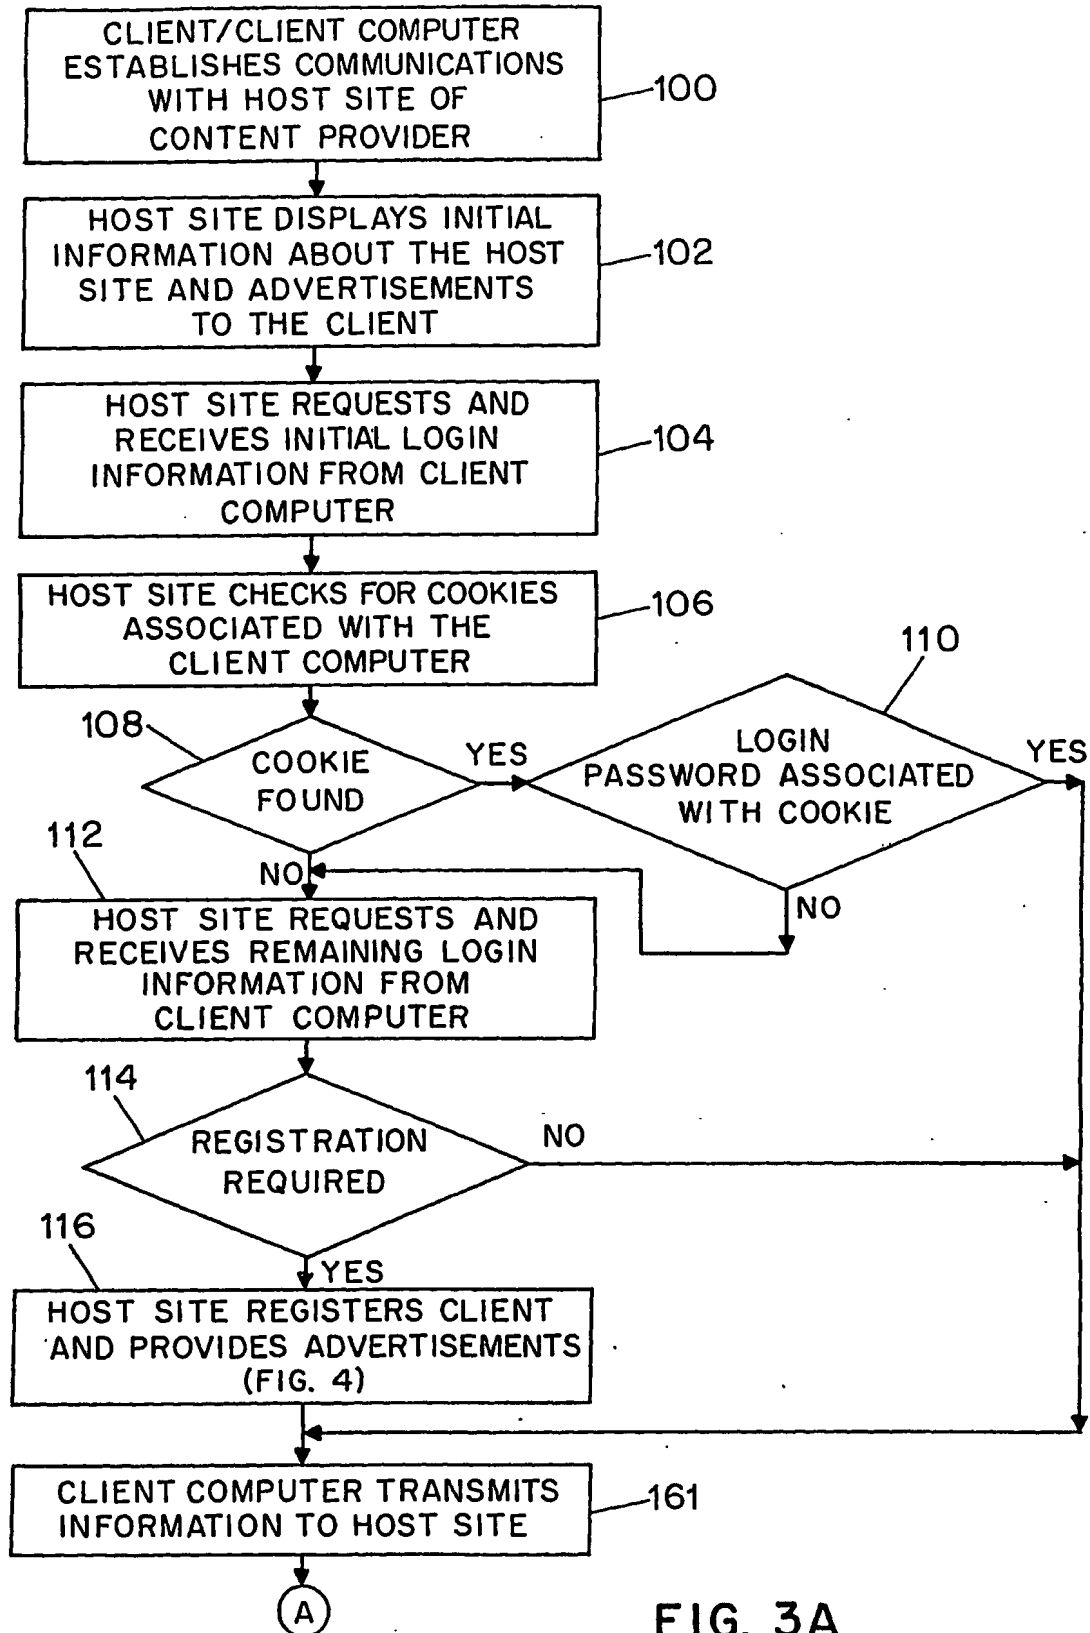 CLIENT/CLIENT COMPUTER
ESTABLISHES COMMUNICATIONS
WITH HOST SITE OF
CONTENT PROVIDER
100
HOST SITE DISPLAYS INITIAL
INFORMATION ABOUT THE HOST
SITE AND ADVERTISEMENTS
TO THE CLIENT
102
HOST SITE REQUESTS AND
RECEIVES INITIAL LOGIN
INFORMATION FROM CLIENT
COMPUTER
104
HOST SITE CHECKS FOR COOKIES
ASSOCIATED WITH THE
CLIENT COMPUTER
106
108
COOKIE
FOUND
YES
110
LOGIN
PASSWORD ASSOCIATED
WITH COOKIE
YES
NO
NO
112
HOST SITE REQUESTS AND
RECEIVES REMAINING LOGIN
INFORMATION FROM
CLIENT COMPUTER
114
REGISTRATION
REQUIRED
NO
YES
116
HOST SITE REGISTERS CLIENT
AND PROVIDES ADVERTISEMENTS
(FIG. 4)
CLIENT COMPUTER TRANSMITS
INFORMATION TO HOST SITE
161
A
FIG. 3A